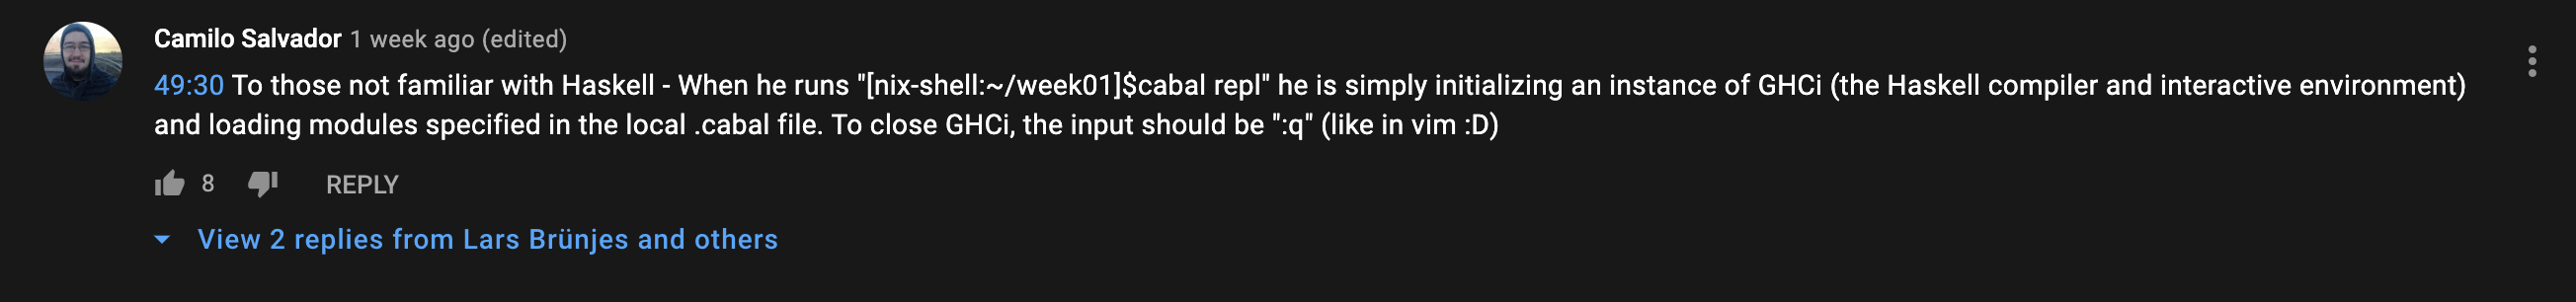 Camilo Salvador 1 week ago (edited)
49:30 To those not familiar with Haskell - When he runs "[nix-shell:~/week01]$cabal repl" he is simply initializing an instance of GHCi (the Haskell compiler and interactive environment)
and loading modules specified in the local .cabal file. To close GHCi, the input should be ":q" (like in vim :D)
8 REPLY
View 2 replies from Lars Brünjes and others